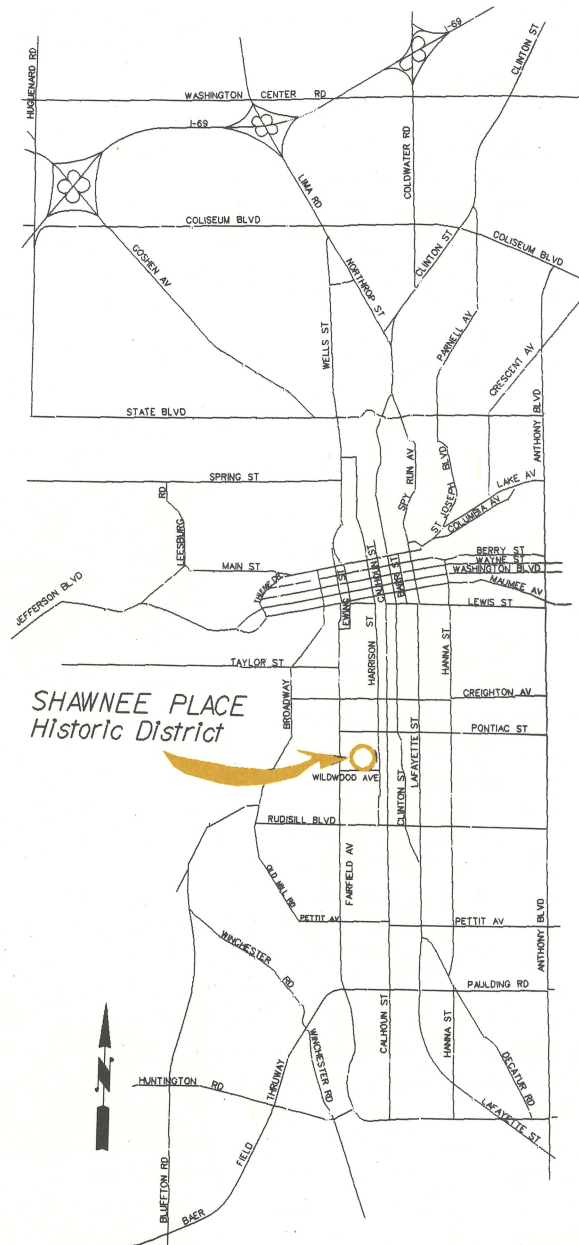 I-69
CLINTON ST
HUGUENARD RD
WASHINGTON CENTER RD
I-69
COLDWATER RD
LIMA RD
COLISEUM BLVD
COLISEUM BLVD
CLINTON ST
GOSHEN AV
NORTHROP ST
WELLS ST
PARNELL AV
CRESCENT AV
STATE BLVD
ANTHONY BLVD
SPRING ST
SPY RUN AV
ST JOSEPH BLVD
LAKE AV
COLUMBIA AV
LEESBURG RD
MAIN ST
THIEME DR
EWING ST
CALHOUN ST
BARR ST
BERRY ST
WAYNE ST
WASHINGTON BLVD
MAUMEE AV
JEFFERSON BLVD
LEWIS ST
HARRISON ST
HANNA ST
TAYLOR ST
BROADWAY
CREIGHTON AV
SHAWNEE PLACE
Historic District
PONTIAC ST
LAFAYETTE ST
WILDWOOD AVE
CLINTON ST
RUDISILL BLVD
OLD MILL RD
FAIRFIELD AV
PETTIT AV
PETTIT AV
ANTHONY BLVD
WINCHESTER RD
PAULDING RD
CALHOUN ST
HANNA ST
DECATUR RD
WINCHESTER RD
N
HUNTINGTON RD
LAFAYETTE ST
BLUFFTON RD
BAER FIELD THRUWAY